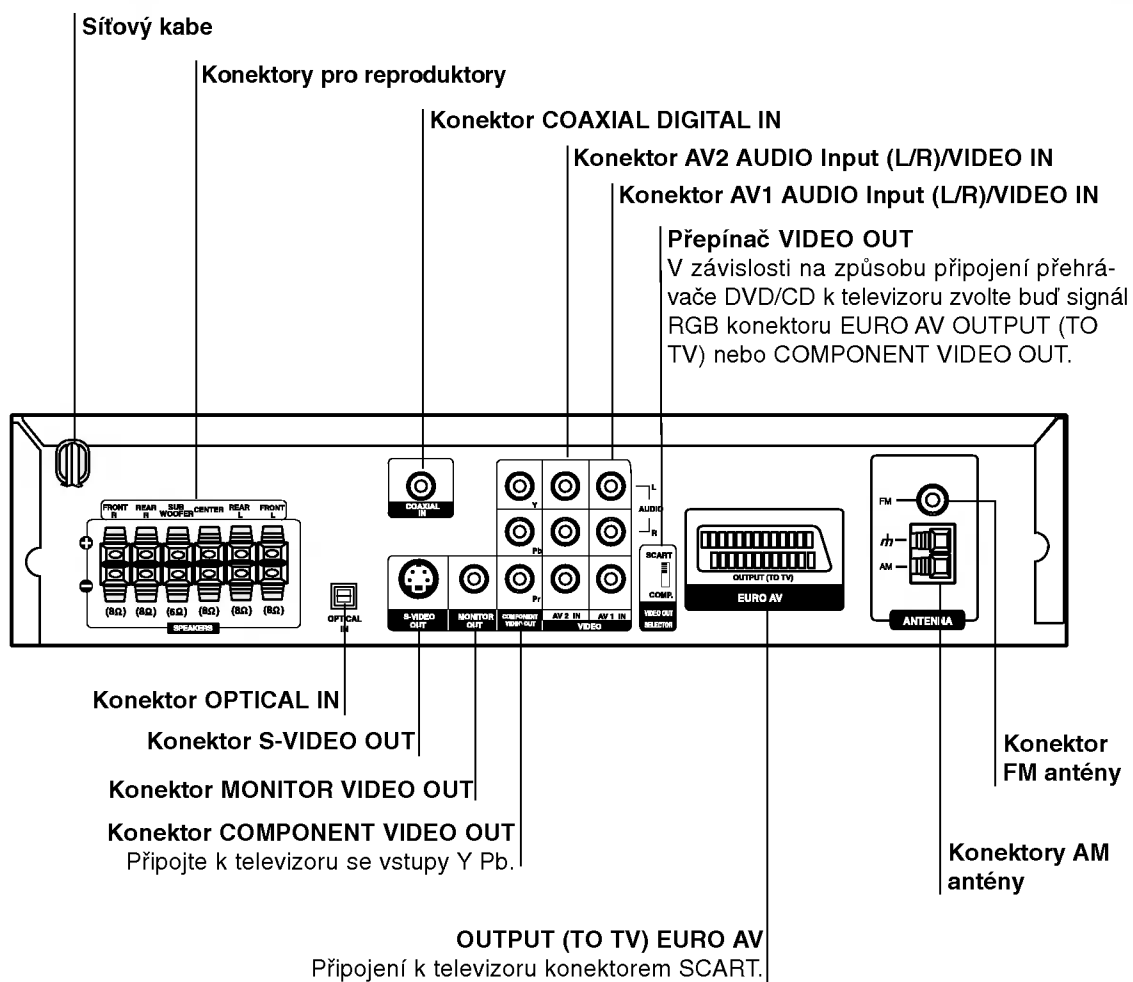 Síťový kabe
Konektory pro reproduktory
Konektor COAXIAL DIGITAL IN
Konektor AV2 AUDIO Input (L/R)/VIDEO IN
Konektor AV1 AUDIO Input (L/R)/VIDEO IN
Přepínač VIDEO OUT
V závislosti na způsobu připojení přehrá-
vače DVD/CD k televizoru zvolte buď signál
RGB konektoru EURO AV OUTPUT (TO
TV) nebo COMPONENT VIDEO OUT.
FRONT R
REAR R
SUB WOOFER
CENTER
REAR L
FRONT L
(8Ω) (8Ω) (6Ω) (8Ω) (8Ω) (8Ω)
SPEAKERS
OPTICAL
IN
COAXIAL
IN
Y
Pb
Pr
L
AUDIO
R
S-VIDEO
OUT
MONITOR
OUT
COMPONENT
VIDEO OUT
AV 2 IN
AV 1 IN
VIDEO
SCART
COMP.
VIDEO OUT
SELECTOR
OUTPUT (TO TV)
EURO AV
FM
AM
ANTENNA
Konektor OPTICAL IN
Konektor S-VIDEO OUT
Konektor MONITOR VIDEO OUT
Konektor COMPONENT VIDEO OUT
Připojte k televizoru se vstupy Y Pb.
OUTPUT (TO TV) EURO AV
Připojení k televizoru konektorem SCART.
Konektor
FM antény
Konektory AM
antény